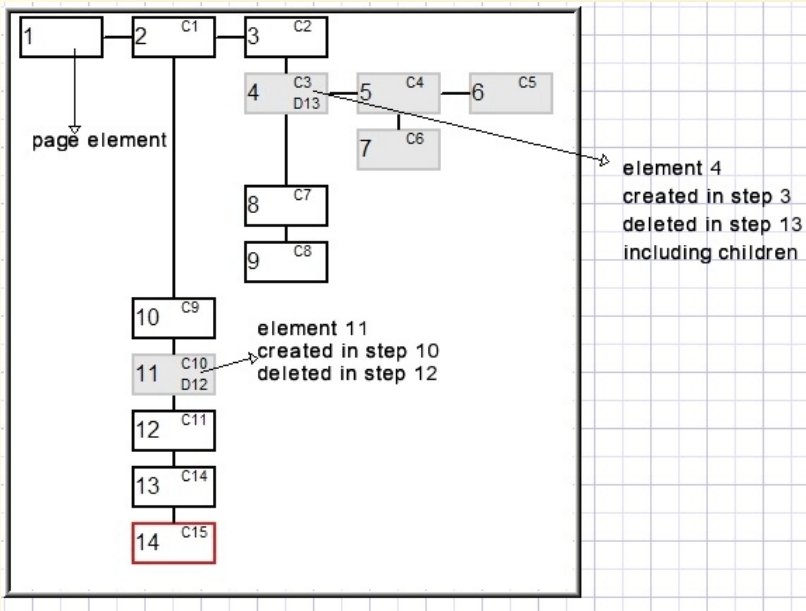 1
2 C1
3 C2
4 C3
D13
5 C4
6 C5
page element
7 C6
element 4
created in step 3
deleted in step 13
including children
8 C7
9 C8
10 C9
element 11
created in step 10
deleted in step 12
11 C10
D12
12 C11
13 C14
14 C15